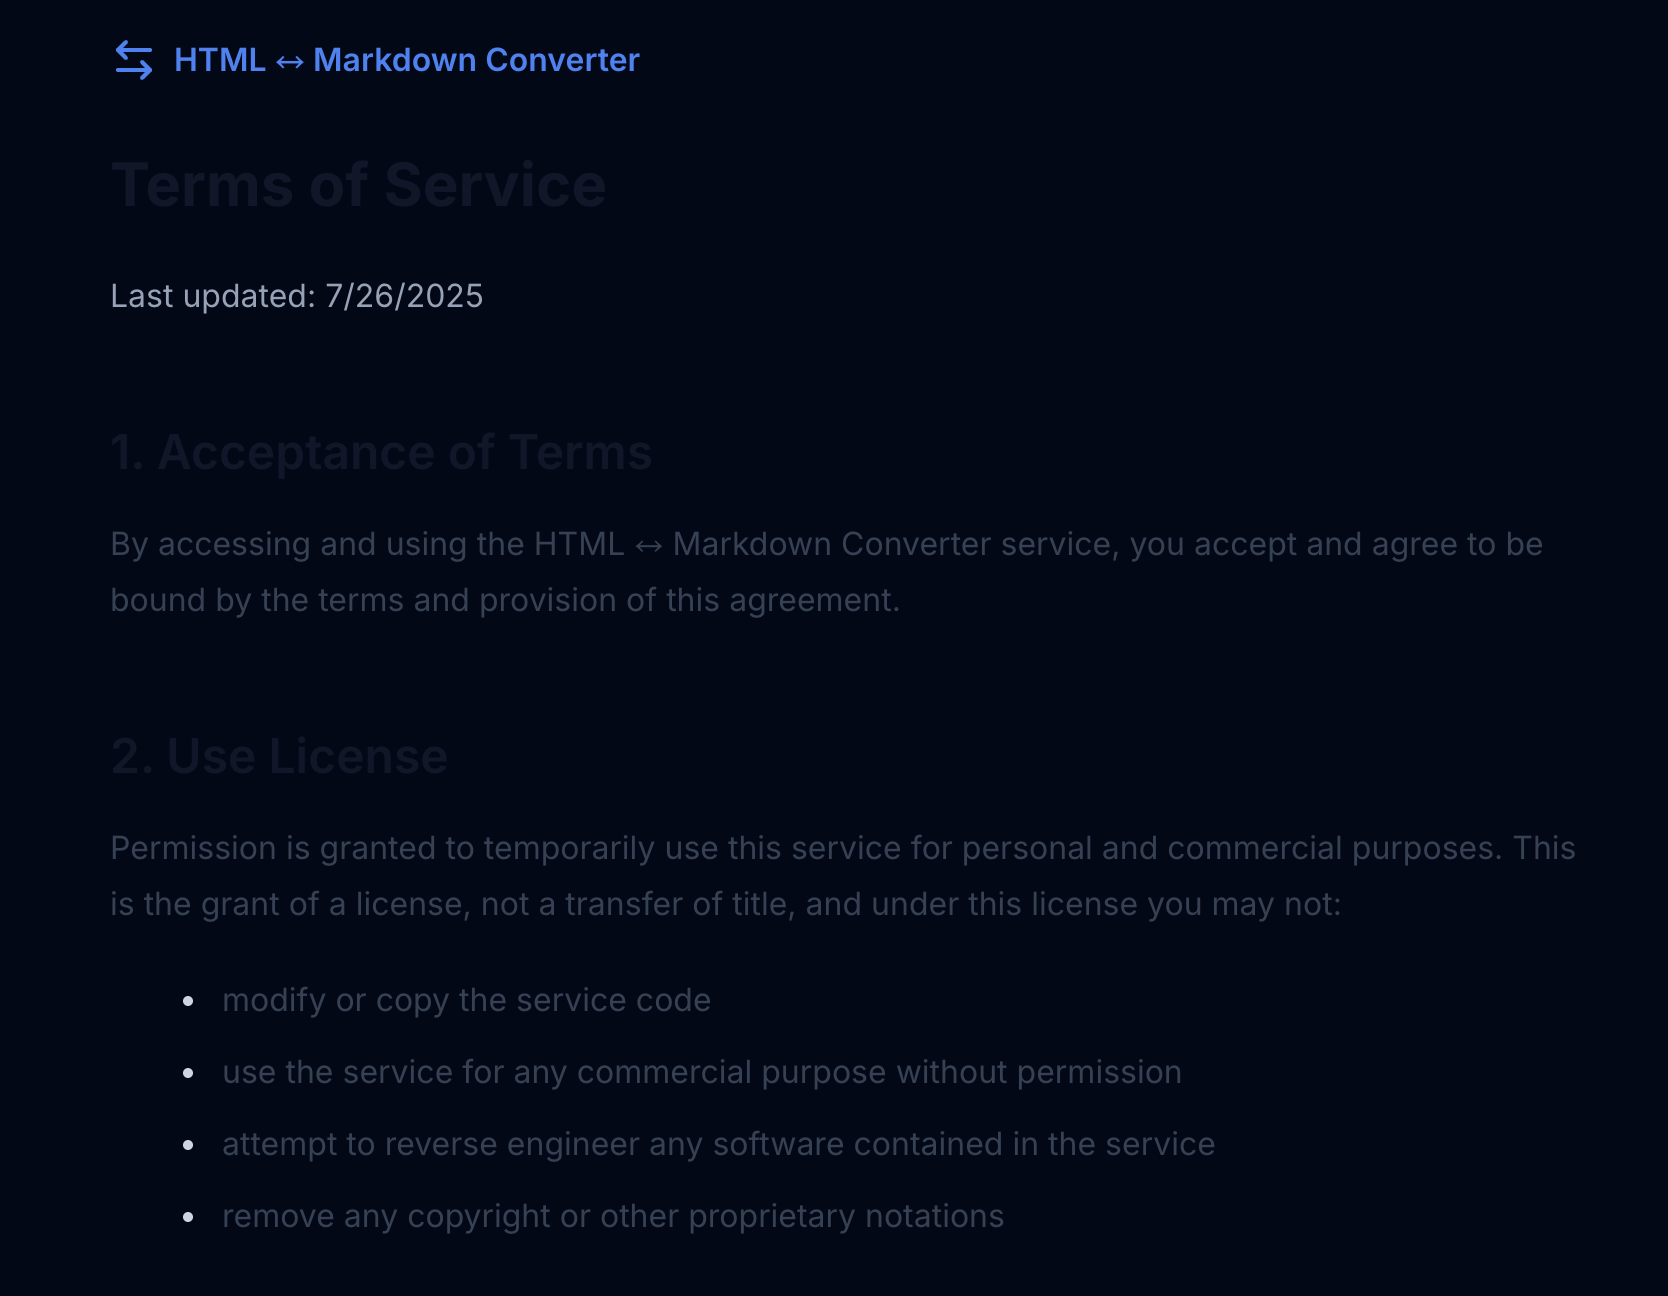 HTML ↔ Markdown Converter
Terms of Service
Last updated: 7/26/2025
1. Acceptance of Terms
By accessing and using the HTML ↔ Markdown Converter service, you accept and agree to be
bound by the terms and provision of this agreement.
2. Use License
Permission is granted to temporarily use this service for personal and commercial purposes. This
is the grant of a license, not a transfer of title, and under this license you may not:
• modify or copy the service code
• use the service for any commercial purpose without permission
• attempt to reverse engineer any software contained in the service
• remove any copyright or other proprietary notations